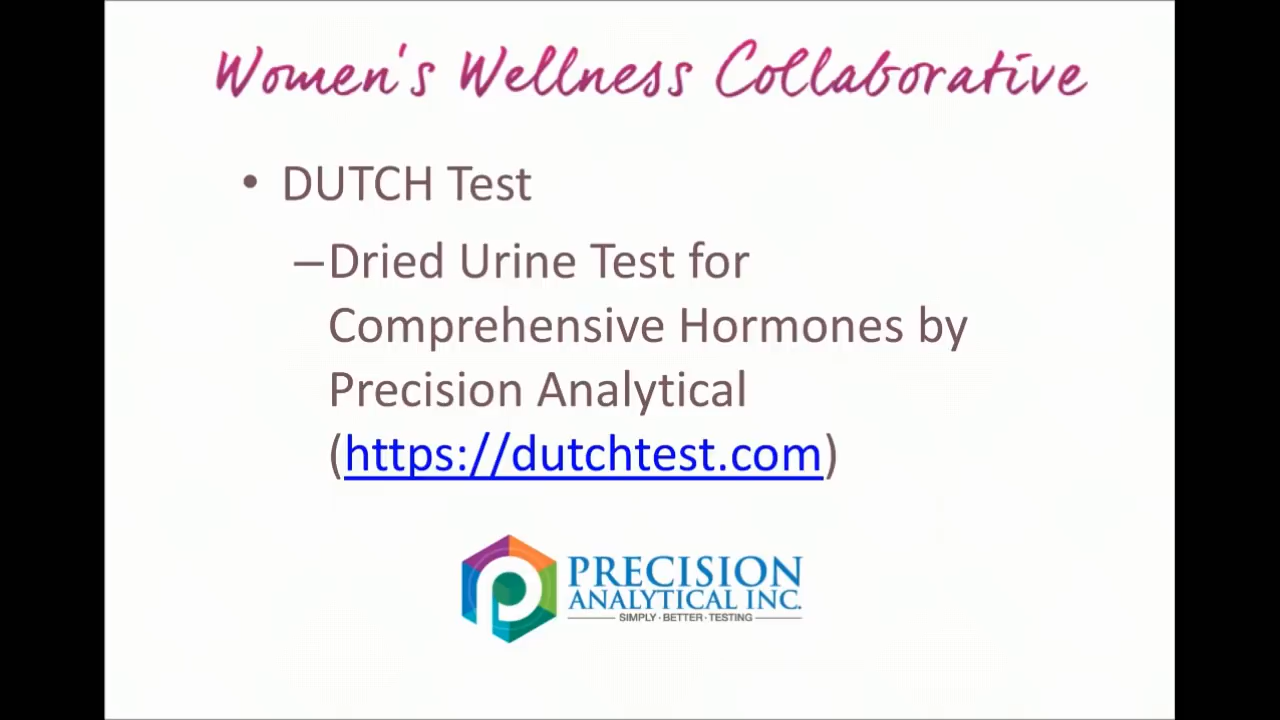 Women's Wellness Collaborative
• DUTCH Test
–Dried Urine Test for
Comprehensive Hormones by
Precision Analytical
(https://dutchtest.com)
PRECISION
ANALYTICAL INC.
SIMPLY · BETTER · TESTING